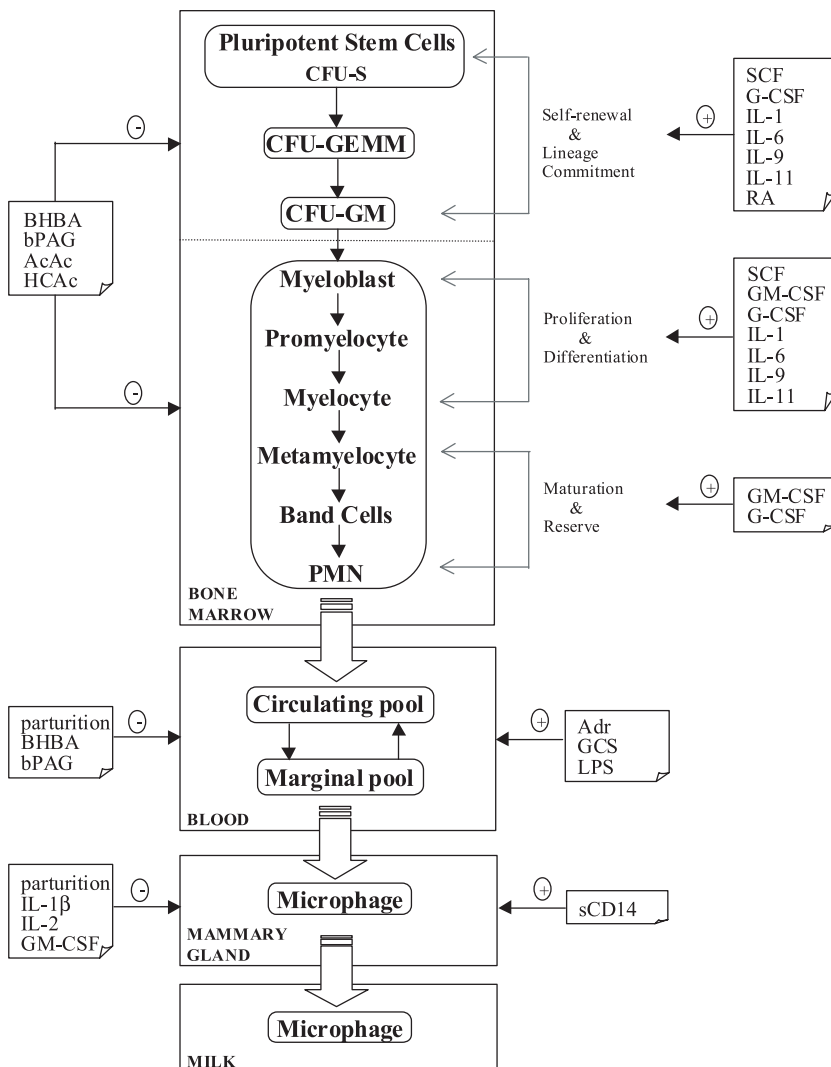 Pluripotent Stem Cells
CFU-S
CFU-GEMM
CFU-GM
-
BHBA
bPAG
AcAc
HCAc
-
Self-renewal
&
Lineage
Commitment
+
SCF
G-CSF
IL-1
IL-6
IL-9
IL-11
RA
Myeloblast
Promyelocyte
Myelocyte
Metamyelocyte
Band Cells
PMN
BONE
MARROW
Proliferation
&
Differentiation
+
SCF
GM-CSF
G-CSF
IL-1
IL-6
IL-9
IL-11
Maturation
&
Reserve
+
GM-CSF
G-CSF
Circulating pool
Marginal pool
BLOOD
parturition
BHBA
bPAG
-
+
Adr
GCS
LPS
Microphage
MAMMARY
GLAND
parturition
IL-1β
IL-2
GM-CSF
-
+
sCD14
Microphage
MILK